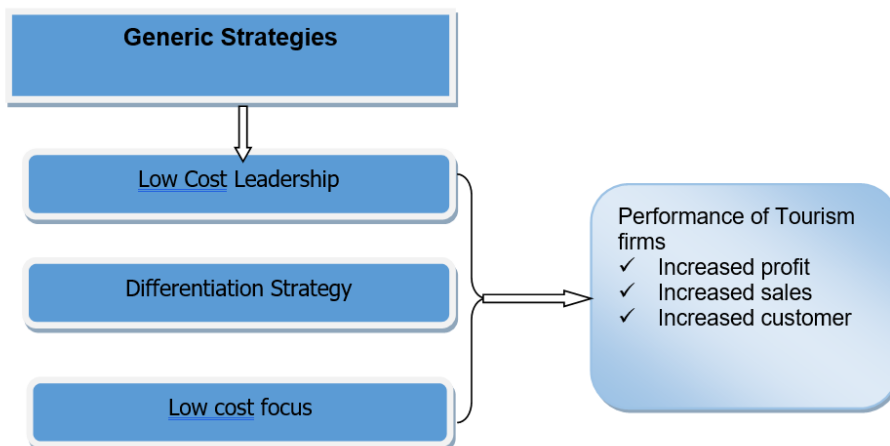 Generic Strategies
Low Cost Leadership
Differentiation Strategy
Low cost focus
Performance of Tourism
firms
✓ Increased profit
✓ Increased sales
✓ Increased customer